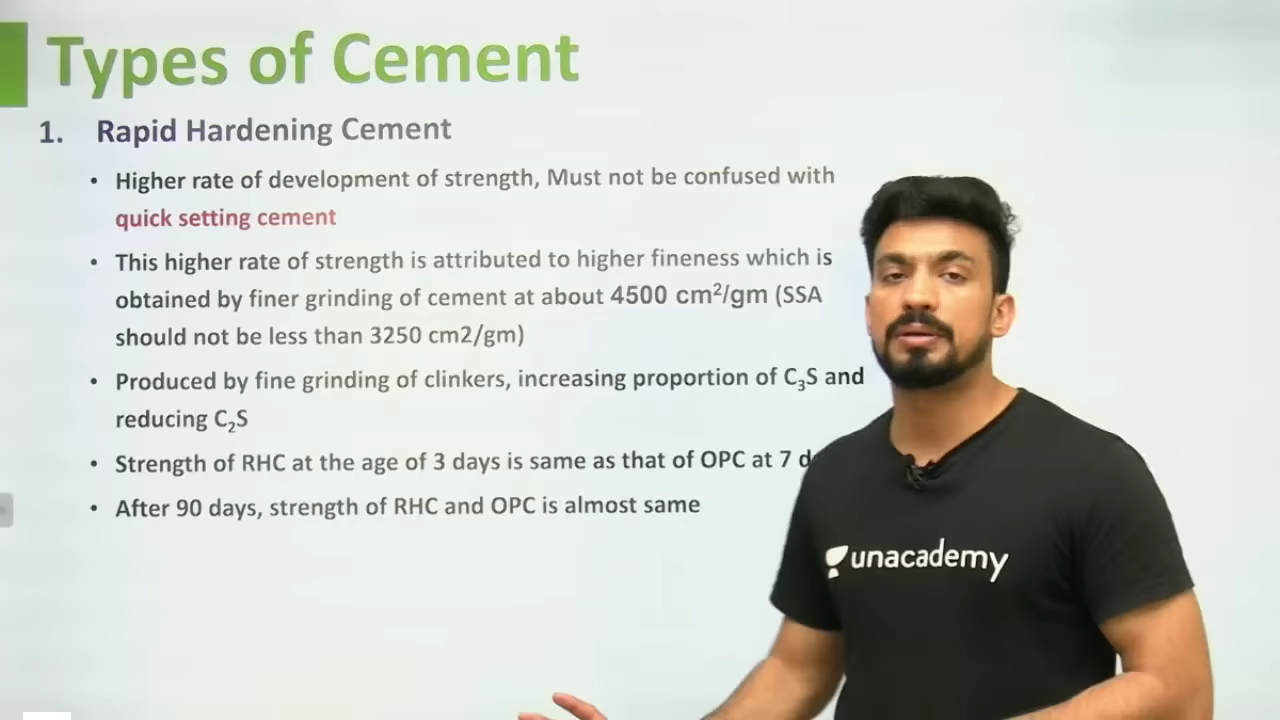 Types of Cement
1. Rapid Hardening Cement
• Higher rate of development of strength, Must not be confused with
quick setting cement
• This higher rate of strength is attributed to higher fineness which is
obtained by finer grinding of cement at about 4500 cm²/gm (SSA
should not be less than 3250 cm2/gm)
• Produced by fine grinding of clinkers, increasing proportion of C₃S and
reducing C₂S
• Strength of RHC at the age of 3 days is same as that of OPC at 7
• After 90 days, strength of RHC and OPC is almost same
unacademy